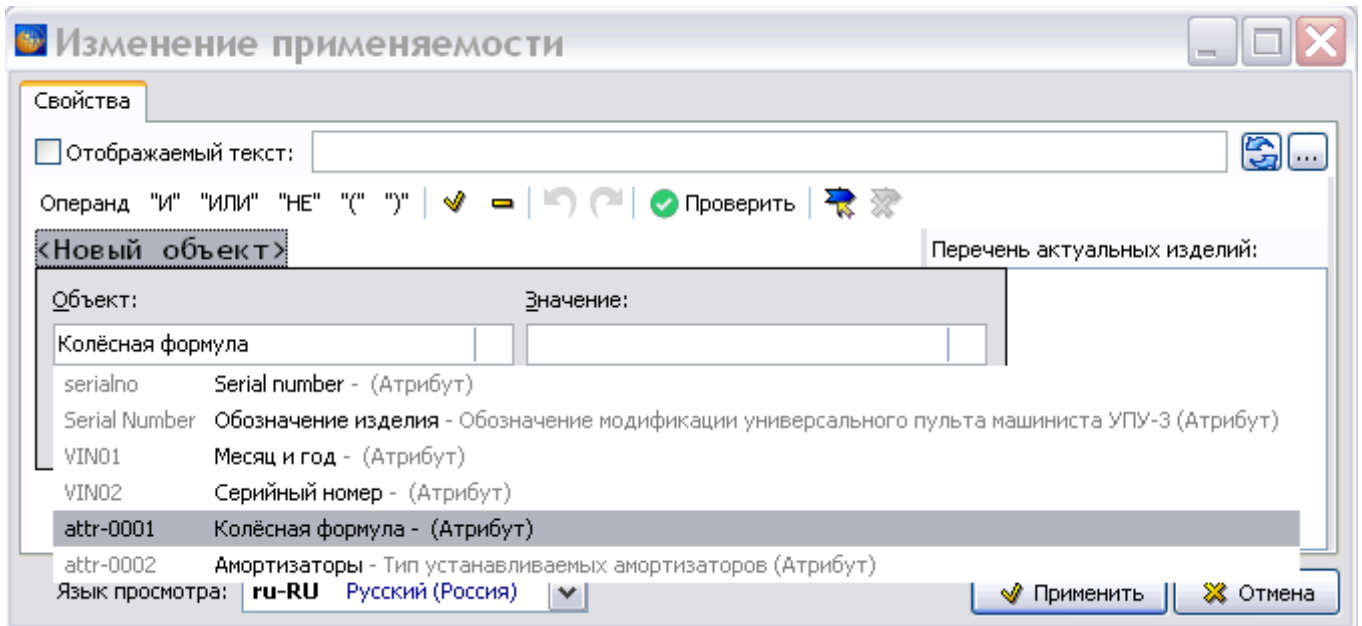 Изменение применяемости
Свойства
Отображаемый текст:
...
Операнд "И" "ИЛИ" "НЕ" "(" ")" Проверить
<Новый объект>
Перечень актуальных изделий:
Объект: Значение:
Колёсная формула
serialno Serial number - (Атрибут)
Serial Number Обозначение изделия - Обозначение модификации универсального пульта машиниста УПУ-3 (Атрибут)
VIN01 Месяц и год - (Атрибут)
VIN02 Серийный номер - (Атрибут)
attr-0001 Колёсная формула - (Атрибут)
attr-0002 Амортизаторы - Тип устанавливаемых амортизаторов (Атрибут)
Язык просмотра: ru-RU Русский (Россия) Применить Отмена